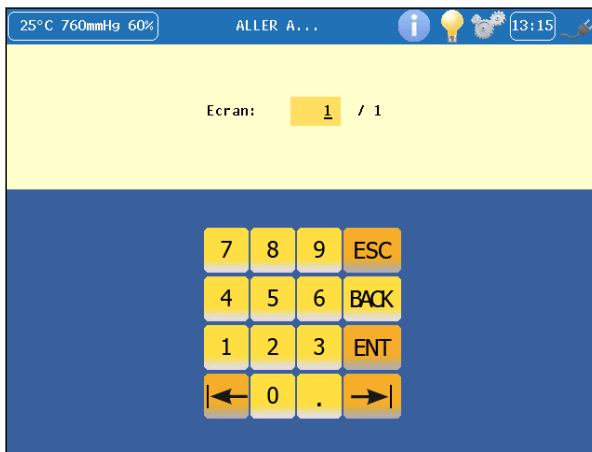 25°C 760mmHg 60% ALLER A... i 13:15
Ecran: 1 / 1
7 8 9 ESC
4 5 6 BACK
1 2 3 ENT
0 .